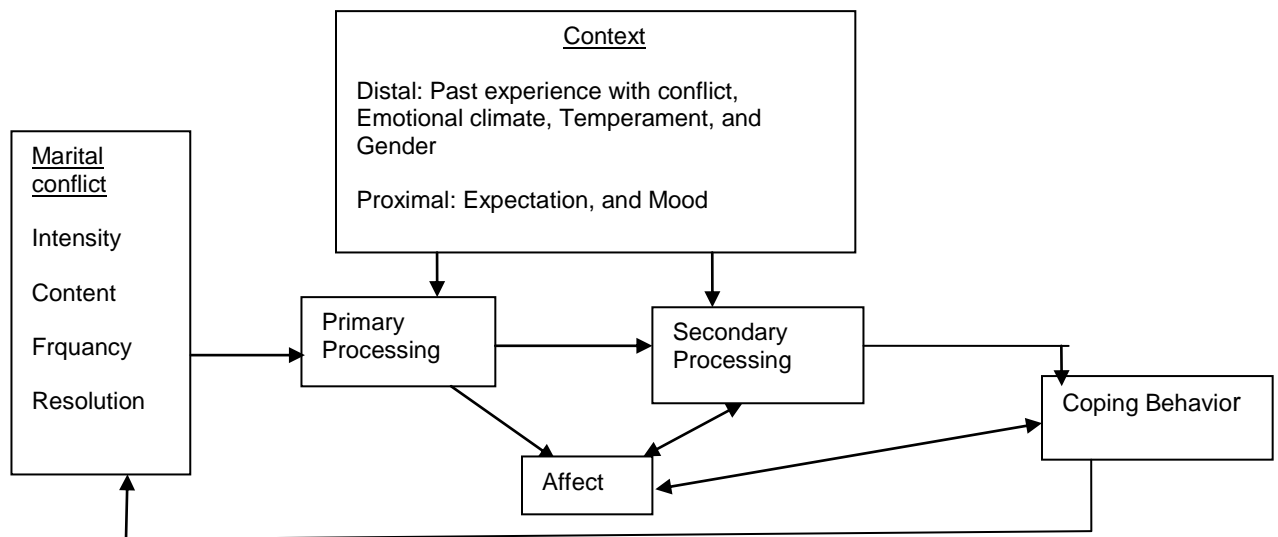 Context
Distal: Past experience with conflict,
Emotional climate, Temperament, and
Gender
Proximal: Expectation, and Mood
Marital
conflict
Intensity
Content
Frquancy
Resolution
Primary
Processing
Secondary
Processing
Coping Behavior
Affect